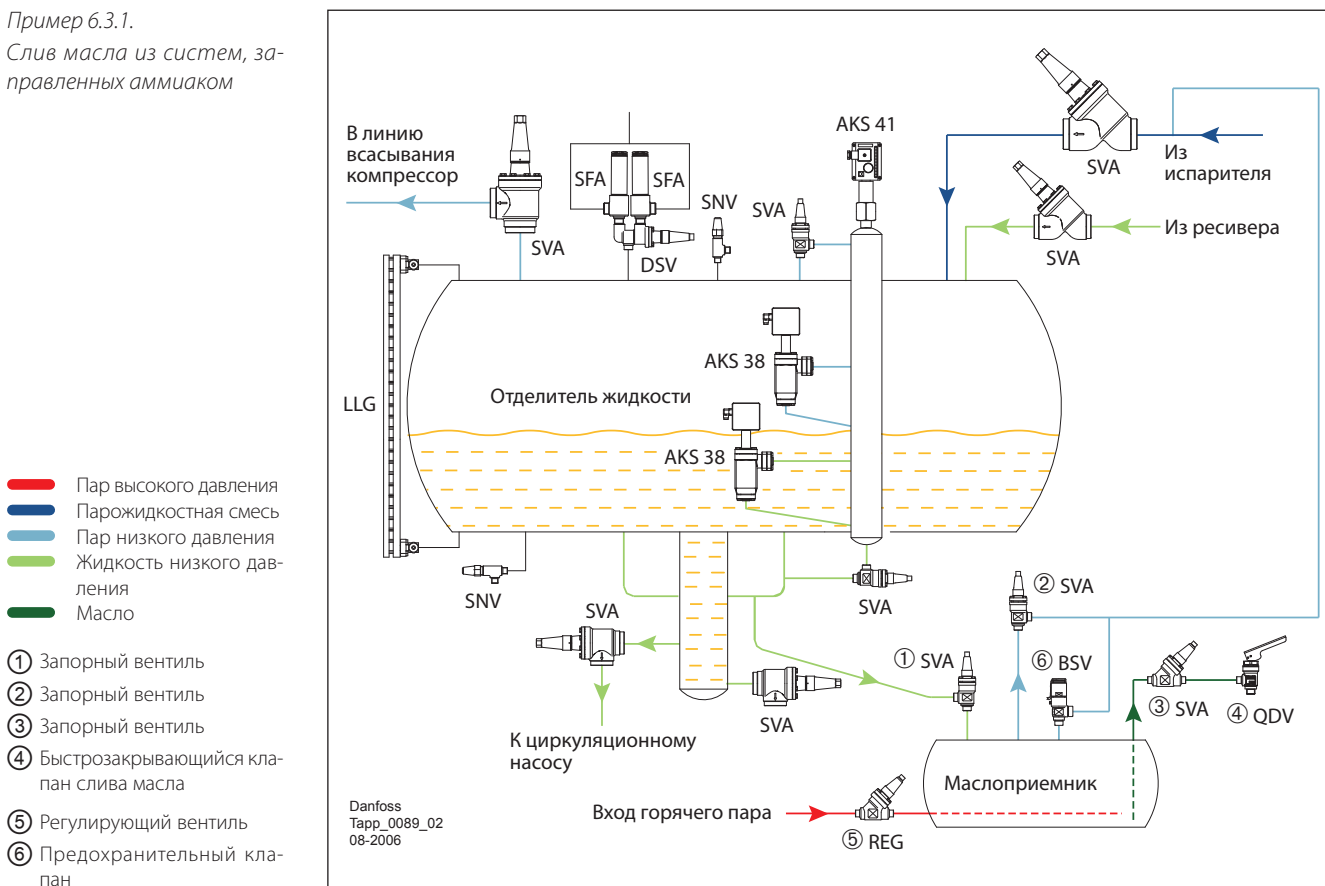 Пример 6.3.1.
Слив масла из систем, за-
правленных аммиаком
В линию
всасывания
компрессор
SVA
SFA
SFA
DSV
SNV
SVA
AKS 41
SVA
Из
испарителя
SVA
Из ресивера
LLG
Отделитель жидкости
AKS 38
AKS 38
SNV
SVA
SVA
SVA
К циркуляционному
насосу
① SVA
② SVA
⑥ BSV
③ SVA
④ QDV
Маслоприемник
Вход горячего пара
⑤ REG
Danfoss
Tapp_0089_02
08-2006
Пар высокого давления
Парожидкостная смесь
Пар низкого давления
Жидкость низкого дав-
ления
Масло
① Запорный вентиль
② Запорный вентиль
③ Запорный вентиль
④ Быстрозакрывающийся кла-
пан слива масла
⑤ Регулирующий вентиль
⑥ Предохранительный кла-
пан